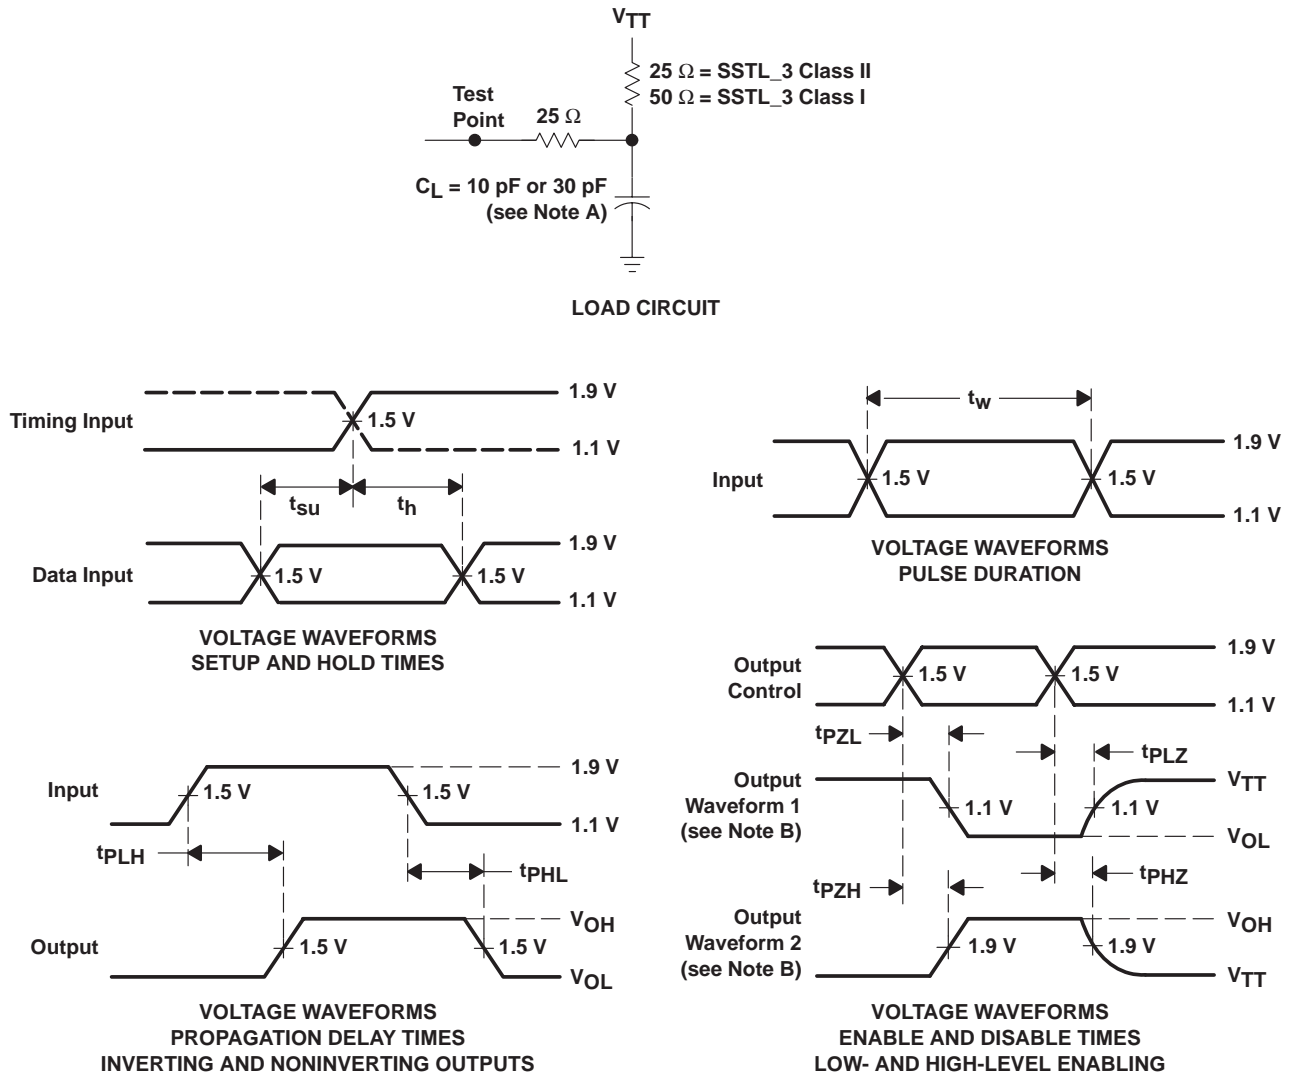 VTT
25 Ω = SSTL_3 Class II
50 Ω = SSTL_3 Class I
Test
Point
25 Ω
CL = 10 pF or 30 pF
(see Note A)
LOAD CIRCUIT
1.9 V
Timing Input
1.5 V
1.1 V
tsu
th
1.9 V
Data Input
1.5 V
1.5 V
1.1 V
VOLTAGE WAVEFORMS
SETUP AND HOLD TIMES
tw
1.9 V
Input
1.5 V
1.5 V
1.1 V
VOLTAGE WAVEFORMS
PULSE DURATION
1.9 V
Input
1.5 V
1.5 V
1.1 V
tPLH
tPHL
VOH
Output
1.5 V
1.5 V
VOL
VOLTAGE WAVEFORMS
PROPAGATION DELAY TIMES
INVERTING AND NONINVERTING OUTPUTS
1.9 V
Output
Control
1.5 V
1.5 V
1.1 V
tPZL
tPLZ
Output
Waveform 1
(see Note B)
1.1 V
1.1 V
VTT
VOL
tPZH
tPHZ
Output
Waveform 2
(see Note B)
1.9 V
1.9 V
VOH
VTT
VOLTAGE WAVEFORMS
ENABLE AND DISABLE TIMES
LOW- AND HIGH-LEVEL ENABLING